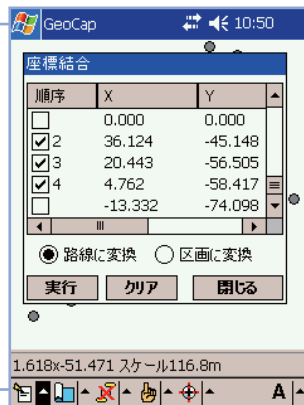 GeoCap 10:50
座標結合
順序 X Y
0.000 0.000
2 36.124 -45.148
3 20.443 -56.505
4 4.762 -58.417
-13.332 -74.098
路線に変換 区画に変換
実行 クリア 閉じる
1.618x-51.471 スケール116.8m
A